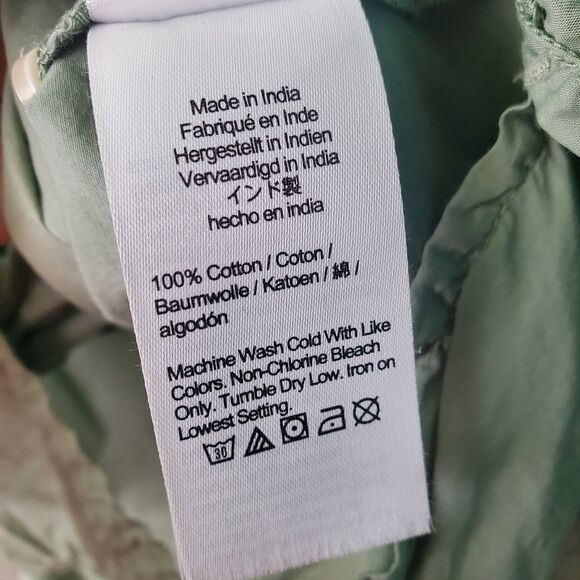 Made in India
Fabriqué en Inde
Hergestellt in Indien
Vervaardigd in India
インド製
hecho en india
100% Cotton / Coton /
Baumwolle / Katoen / 綿 /
algodón
Machine Wash Cold With Like
Colors. Non-Chlorine Bleach
Only. Tumble Dry Low. Iron on
Lowest Setting.
30